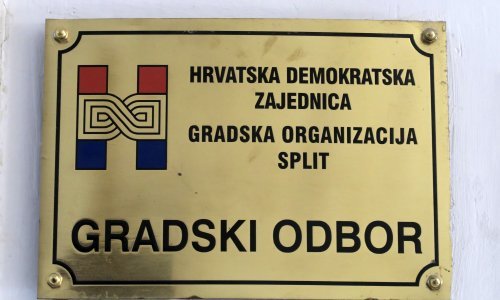 HRVATSKA DEMOKRATSKA
ZAJEDNICA
GRADSKA ORGANIZACIJA
SPLIT
GRADSKI ODBOR